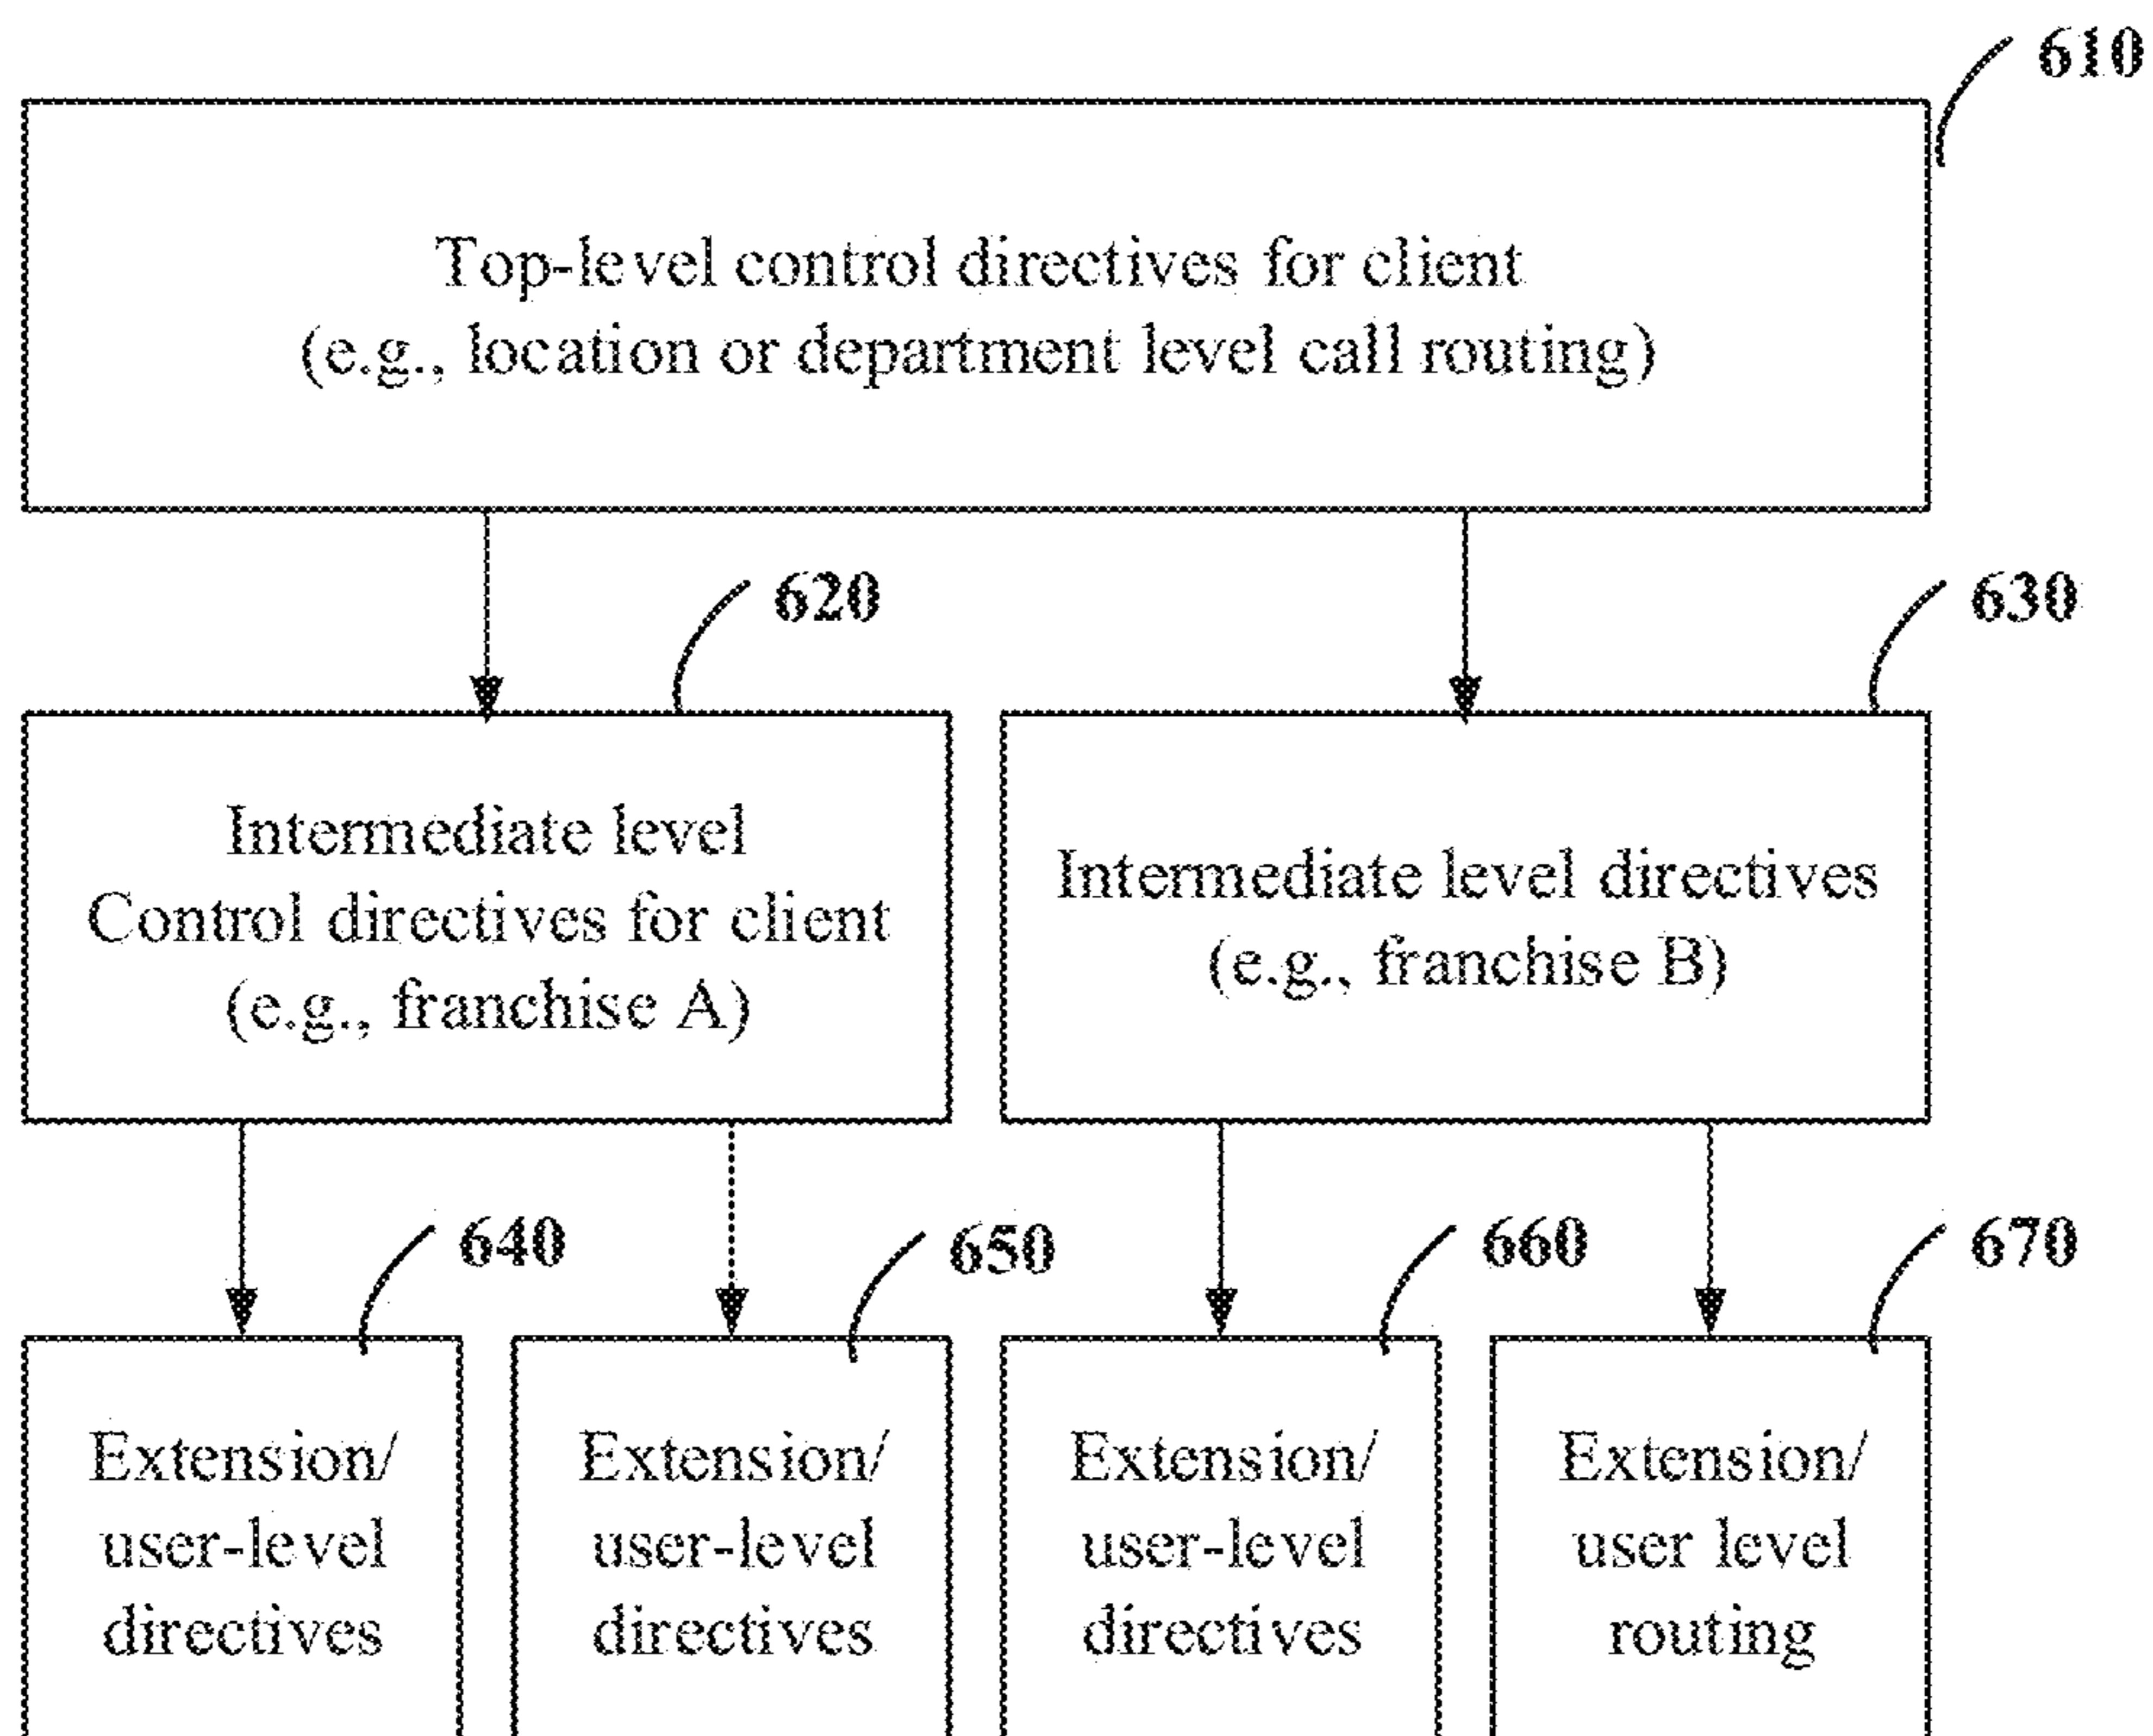 610
Top-level control directives for client
(e.g., location or department level call routing)
620
630
Intermediate level
Control directives for client
(e.g., franchise A)
Intermediate level directives
(e.g., franchise B)
640
650
660
670
Extension/
user-level
directives
Extension/
user-level
directives
Extension/
user-level
directives
Extension/
user level
routing